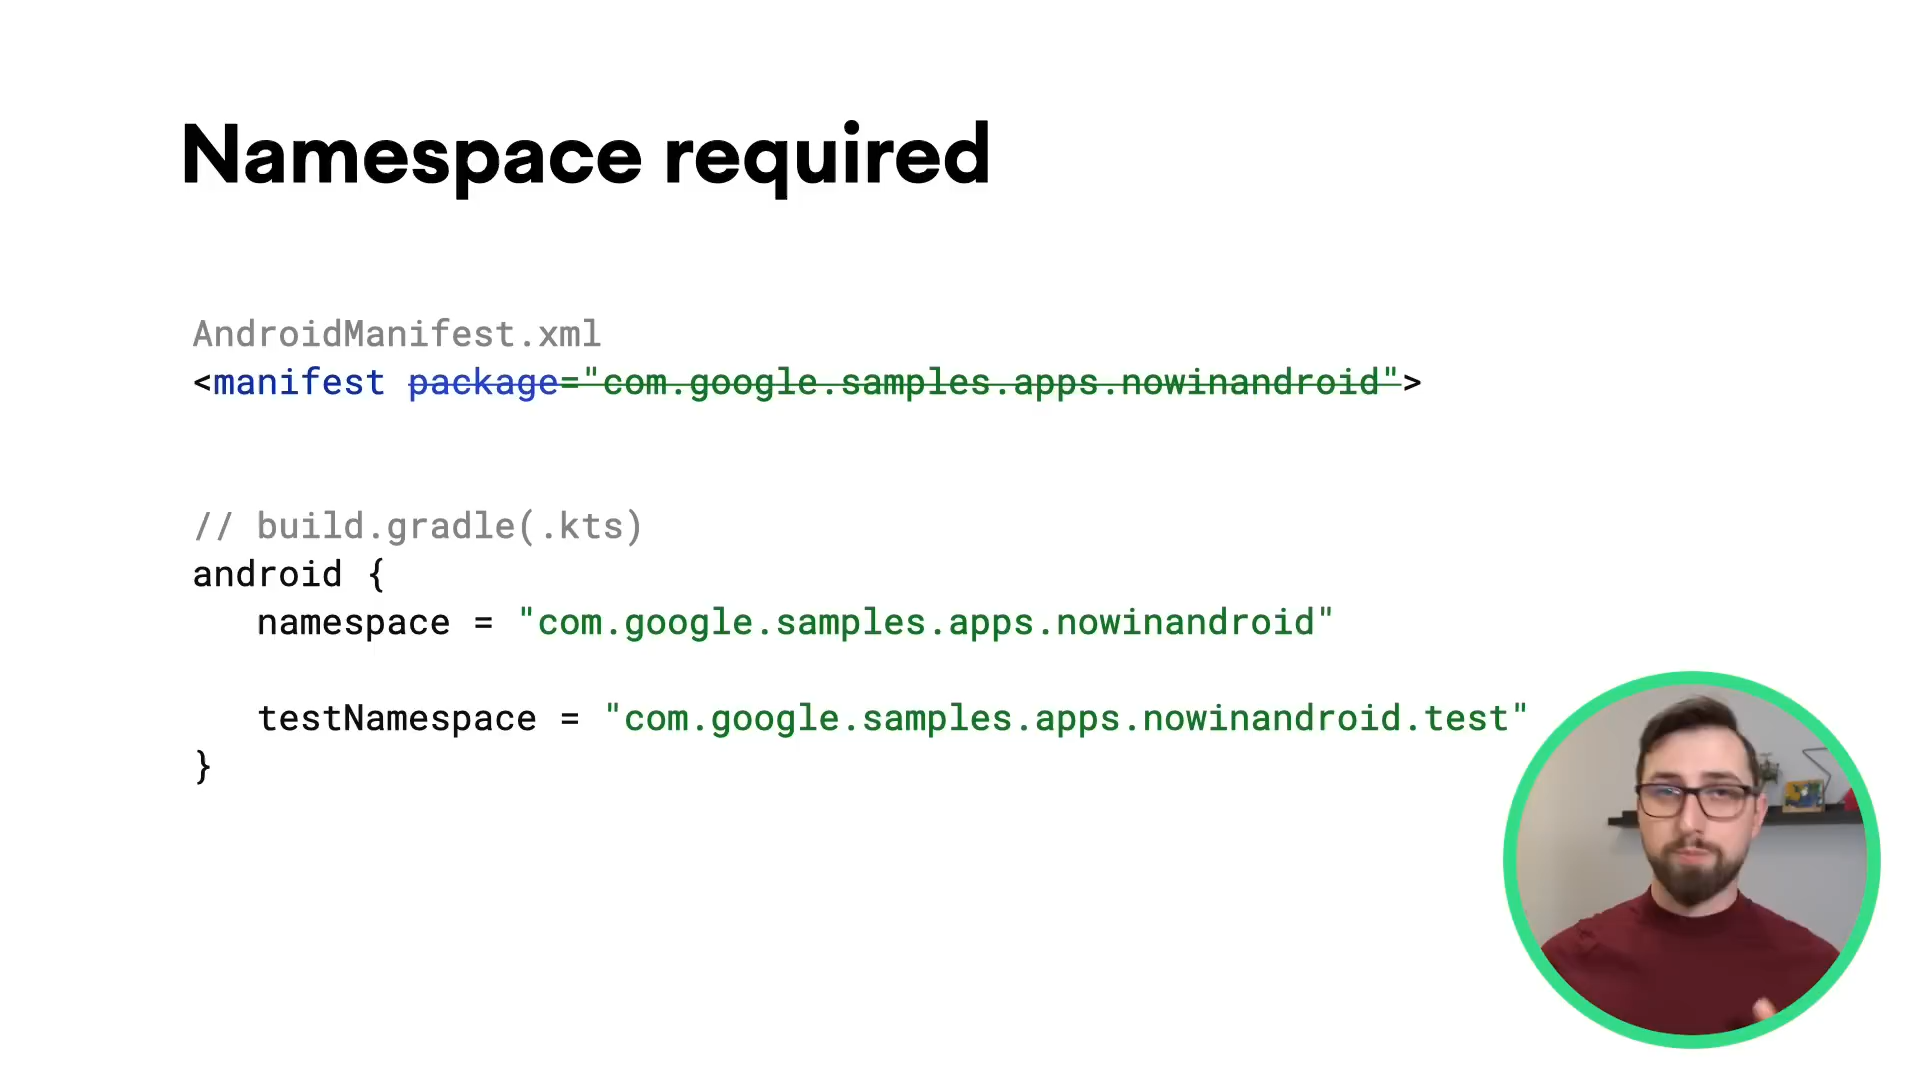 Namespace required
AndroidManifest.xml
<manifest package="com.google.samples.apps.nowinandroid">
// build.gradle(.kts)
android {
namespace = "com.google.samples.apps.nowinandroid"
testNamespace = "com.google.samples.apps.nowinandroid.test"
}